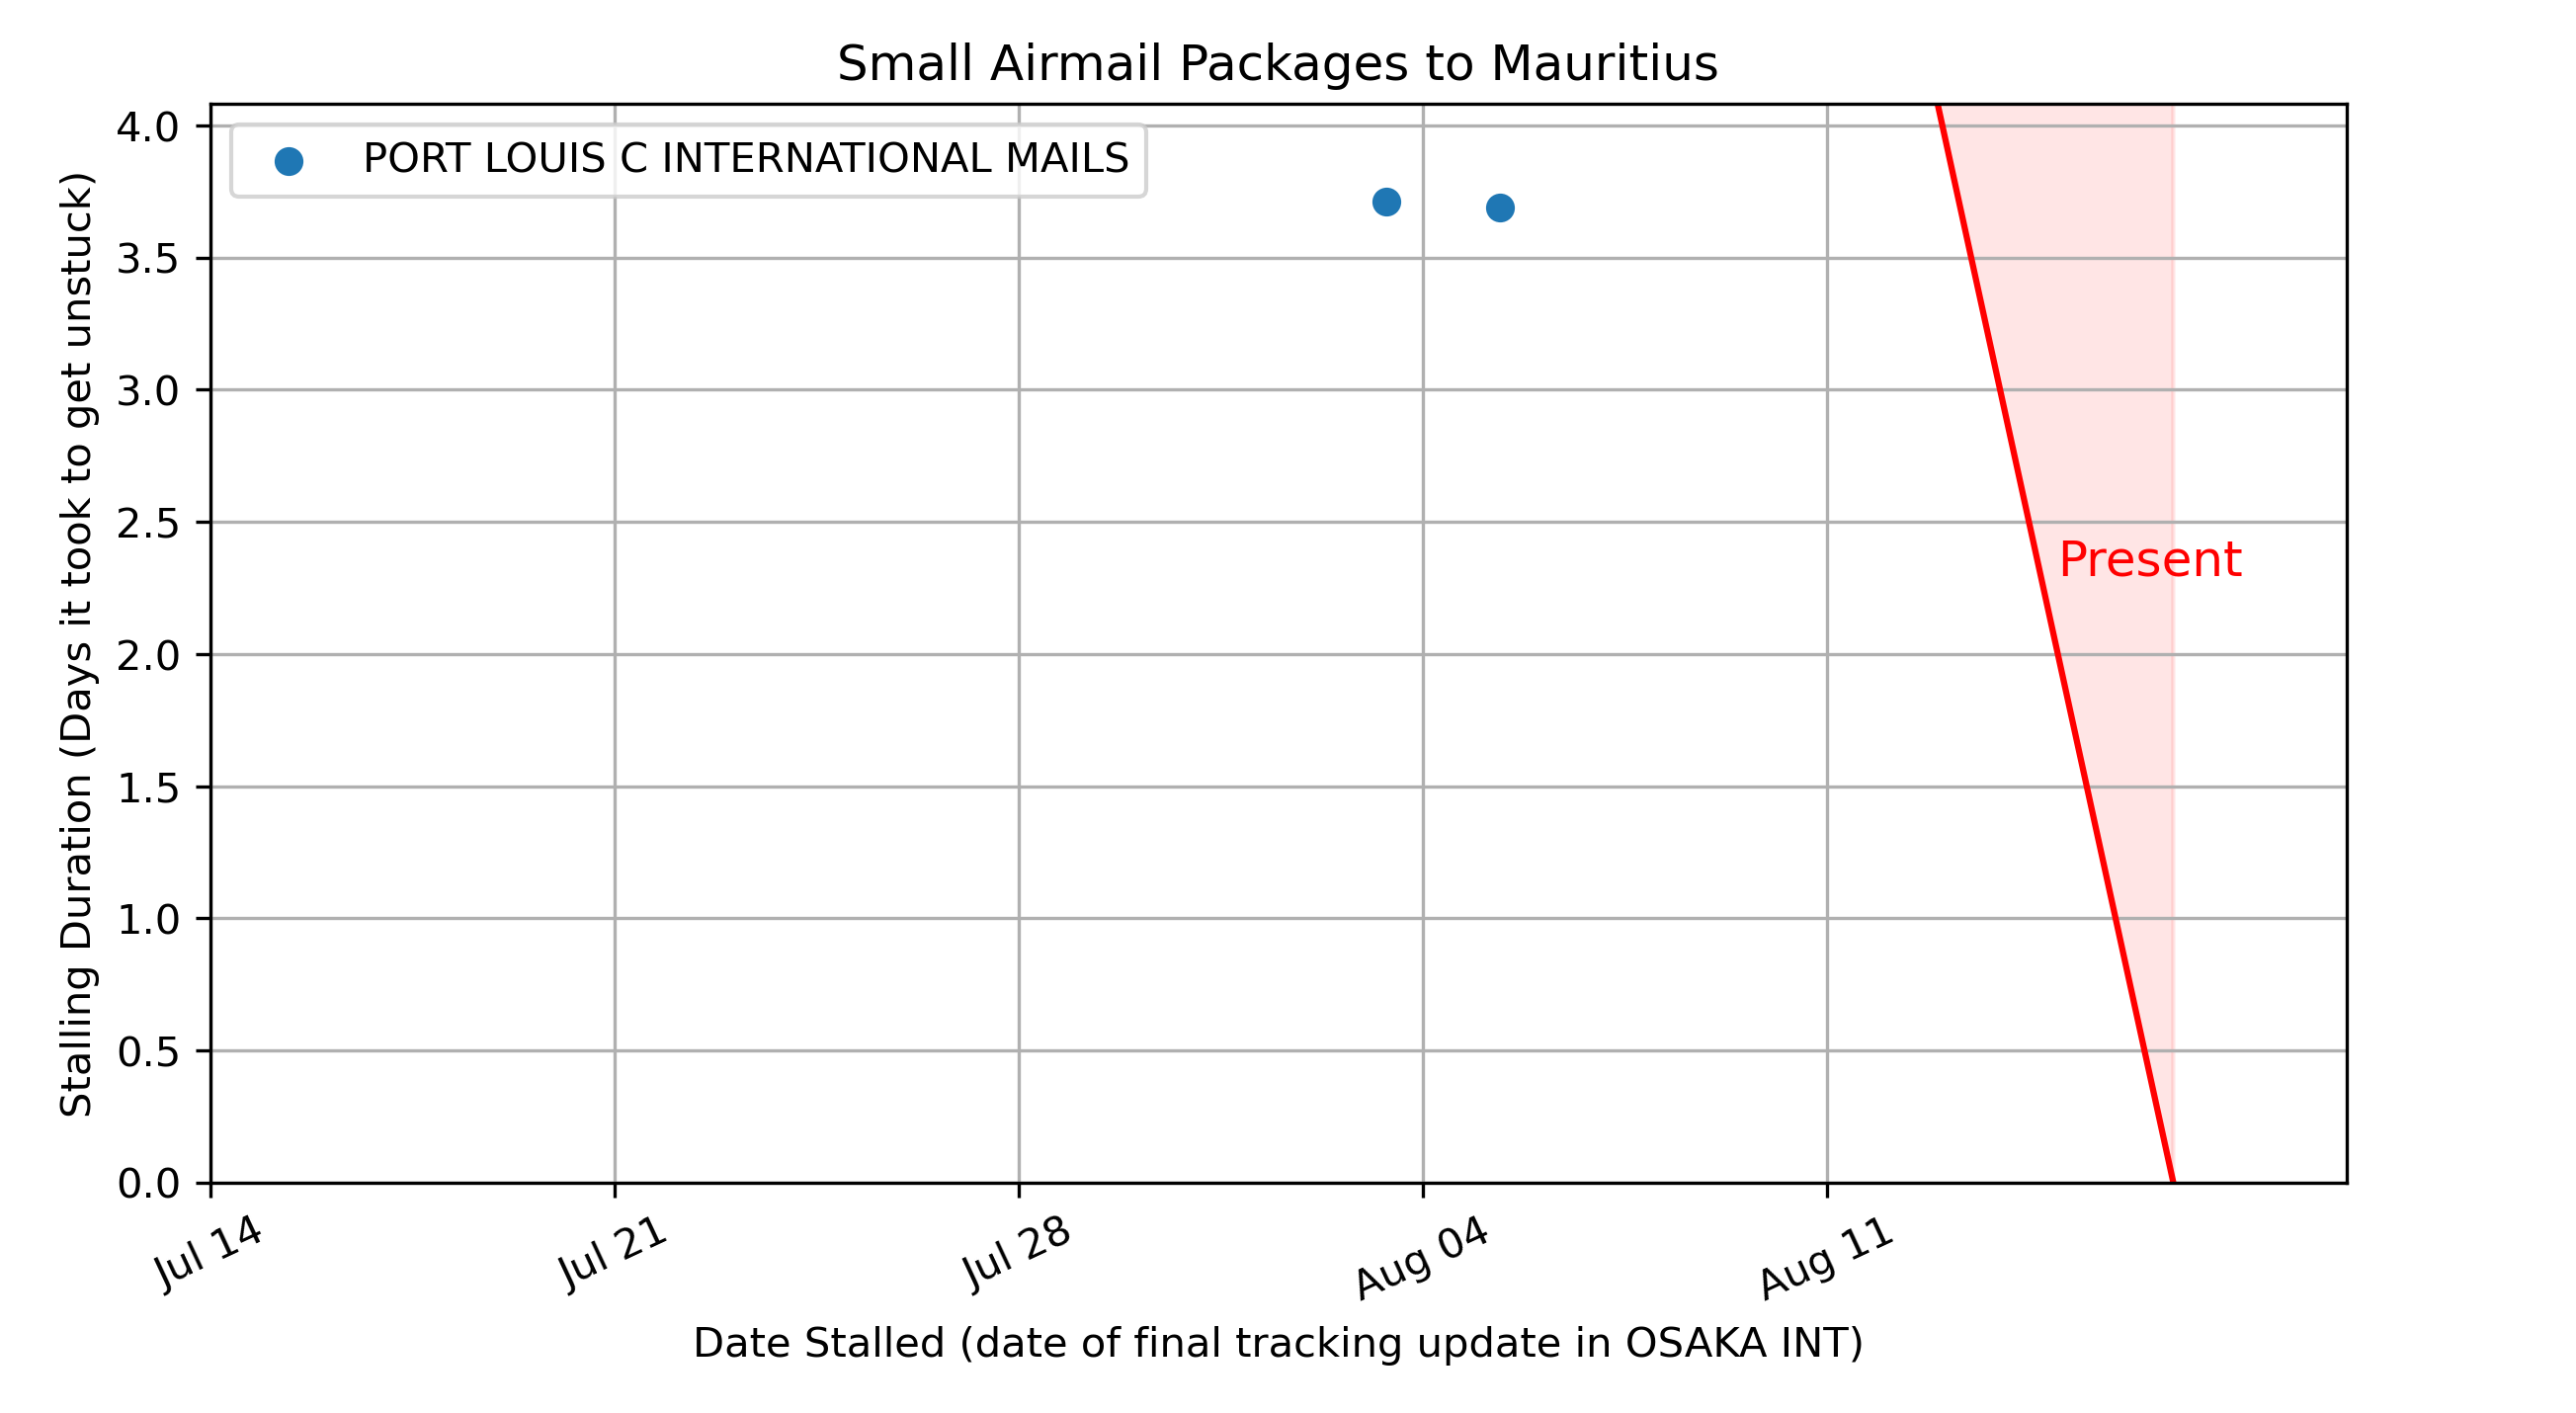 Small Airmail Packages to Mauritius
PORT LOUIS C INTERNATIONAL MAILS
Stalling Duration (Days it took to get unstuck)
4.0
3.5
3.0
2.5
2.0
1.5
1.0
0.5
0.0
Present
Jul 14
Jul 21
Jul 28
Aug 04
Aug 11
Date Stalled (date of final tracking update in OSAKA INT)